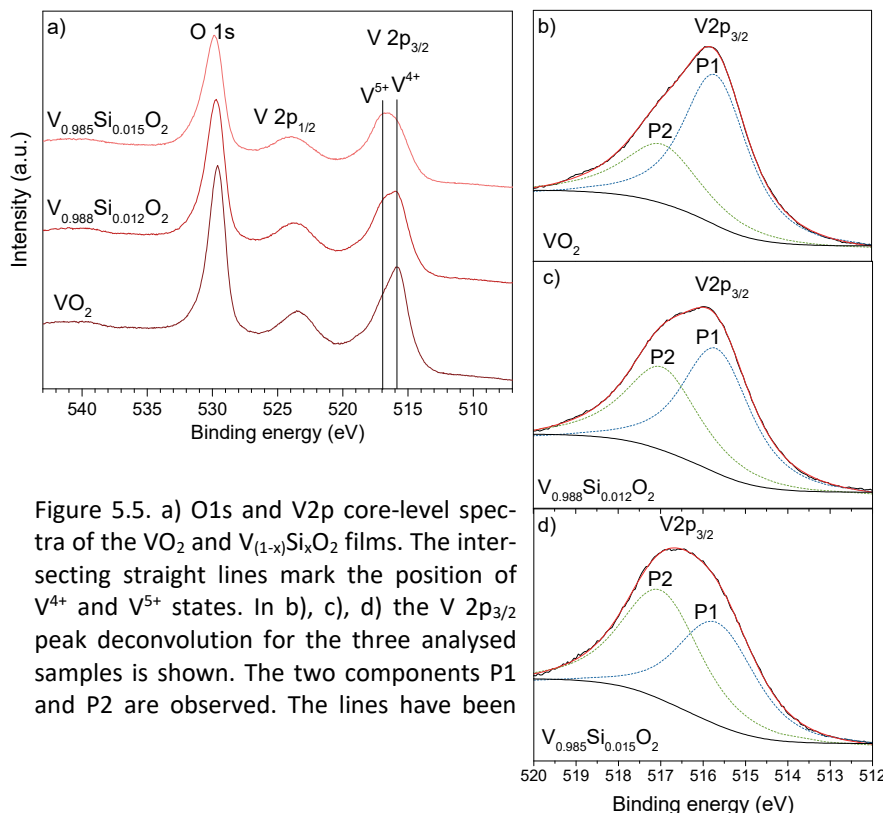 a)
O 1s
V 2p3/2
V5+ V4+
V 2p1/2
V0.985Si0.015O2
V0.988Si0.012O2
VO2
Intensity (a.u.)
540 535 530 525 520 515 510
Binding energy (eV)
b)
V2p3/2
P1
P2
VO2
c)
V2p3/2
P1
P2
V0.988Si0.012O2
d)
V2p3/2
P2
P1
V0.985Si0.015O2
520 519 518 517 516 515 514 513 512
Binding energy (eV)
Figure 5.5. a) O1s and V2p core-level spec-
tra of the VO2 and V(1-x)SixO2 films. The inter-
secting straight lines mark the position of
V4+ and V5+ states. In b), c), d) the V 2p3/2
peak deconvolution for the three analysed
samples is shown. The two components P1
and P2 are observed. The lines have been